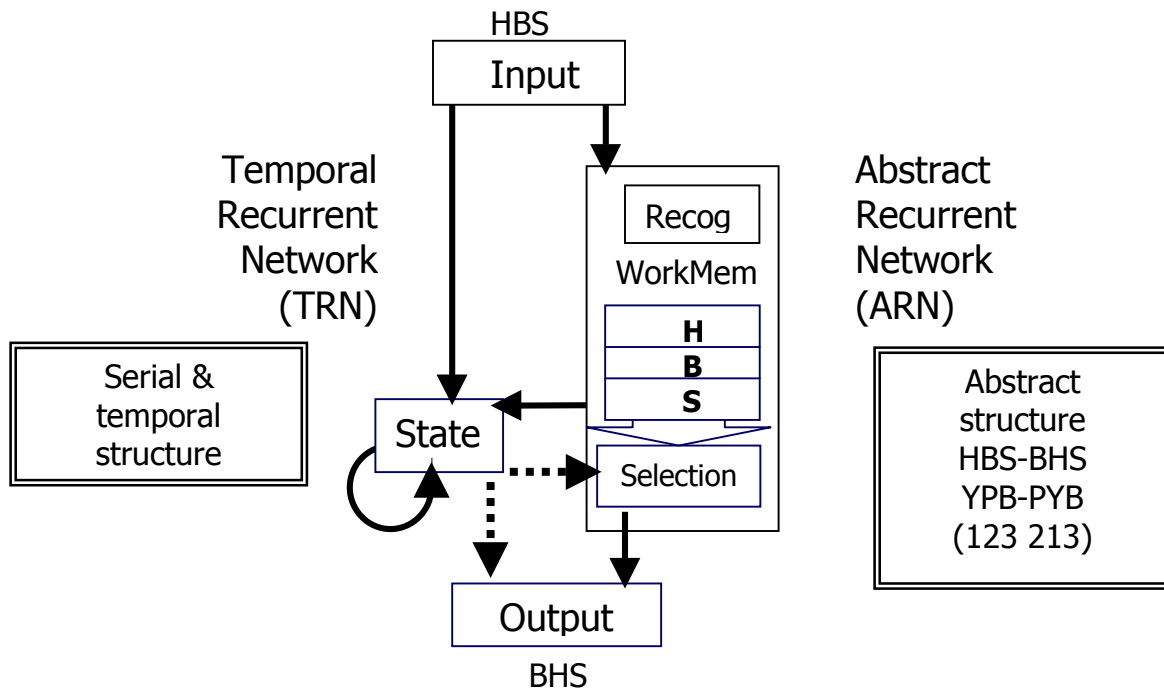 HBS
Input
Temporal
Recurrent
Network
(TRN)
Serial &
temporal
structure
State
Recog
WorkMem
H
B
S
Selection
Output
BHS
Abstract
Recurrent
Network
(ARN)
Abstract
structure
HBS-BHS
YPB-PYB
(123 213)